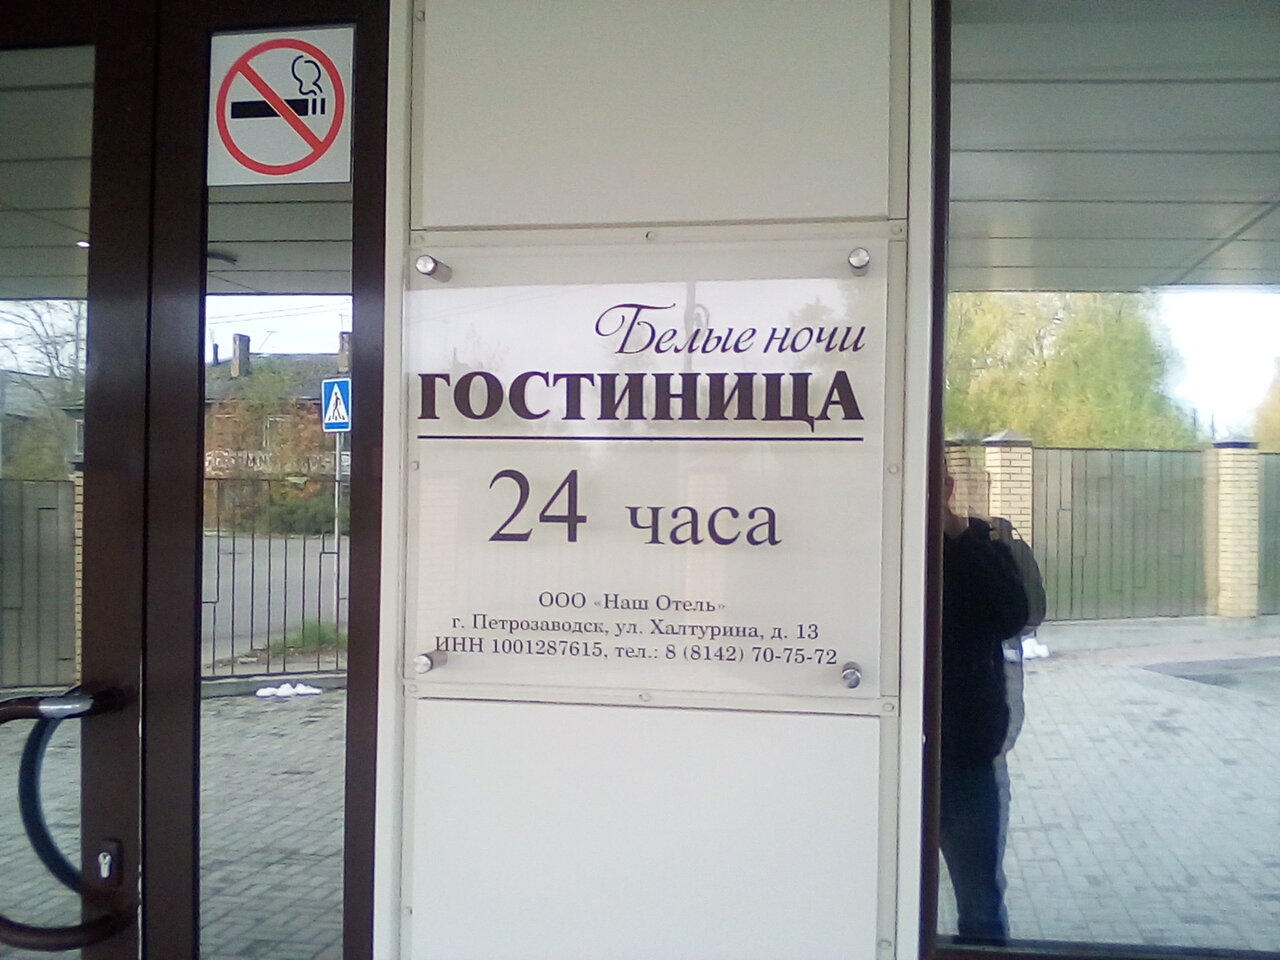 Белые ночи
ГОСТИНИЦА
24 часа
ООО «Наш Отель»
г. Петрозаводск, ул. Халтурина, д. 13
ИНН 1001287615, тел.: 8 (8142) 70-75-72